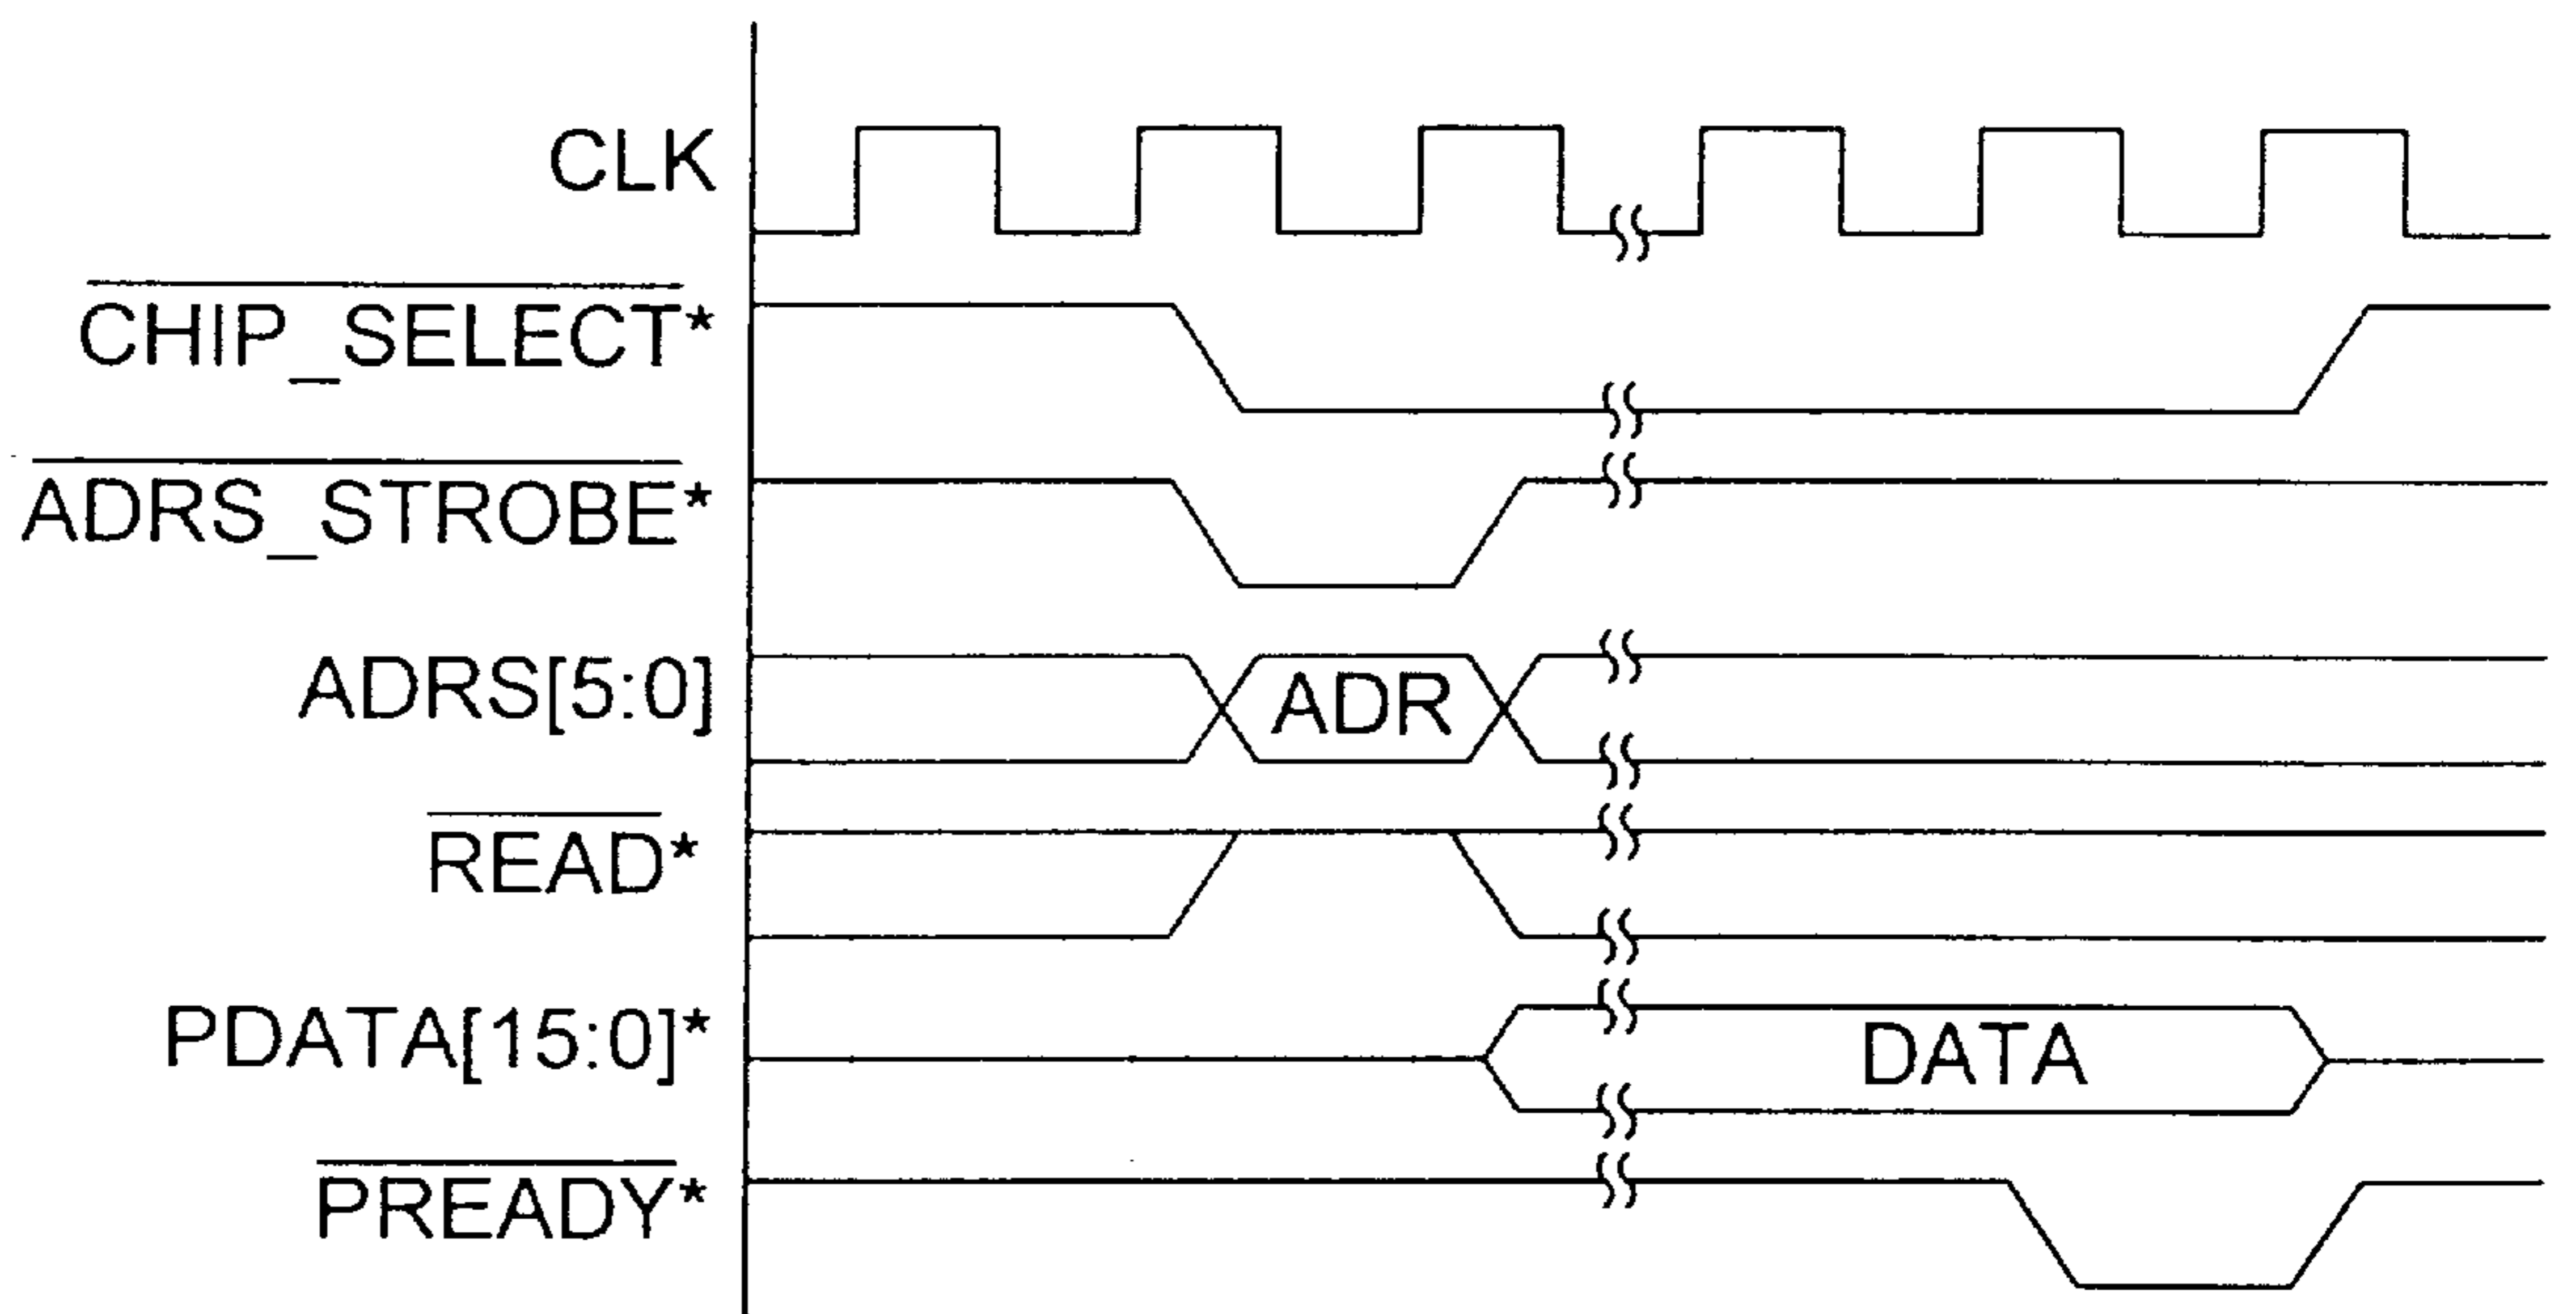 CLK
CHIP_SELECT*
ADRS_STROBE*
ADRS[5:0]
ADR
READ*
PDATA[15:0]*
DATA
PREADY*